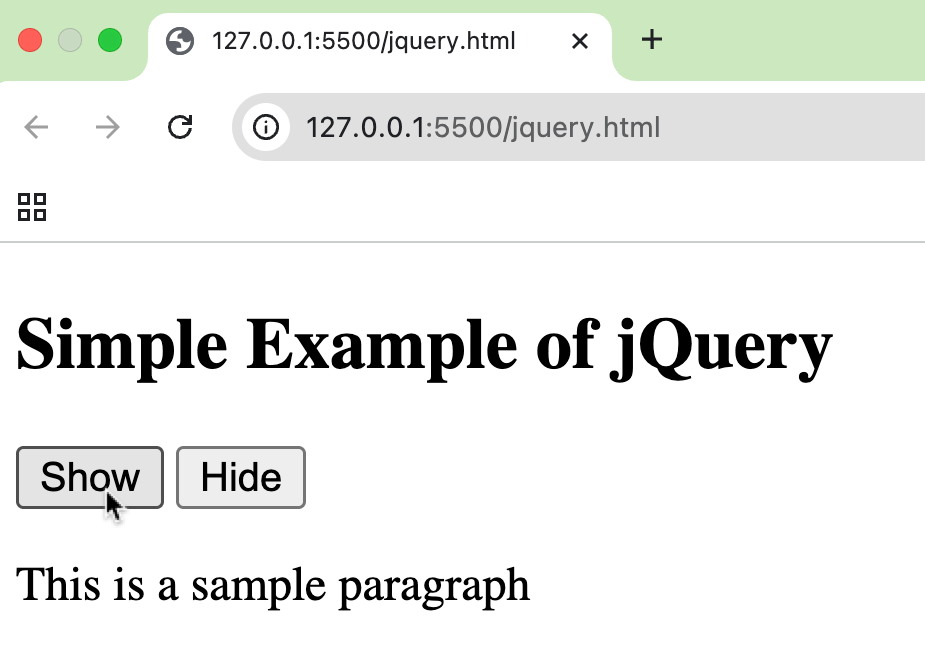 127.0.0.1:5500/jquery.html
127.0.0.1:5500/jquery.html
Simple Example of jQuery
Show Hide
This is a sample paragraph